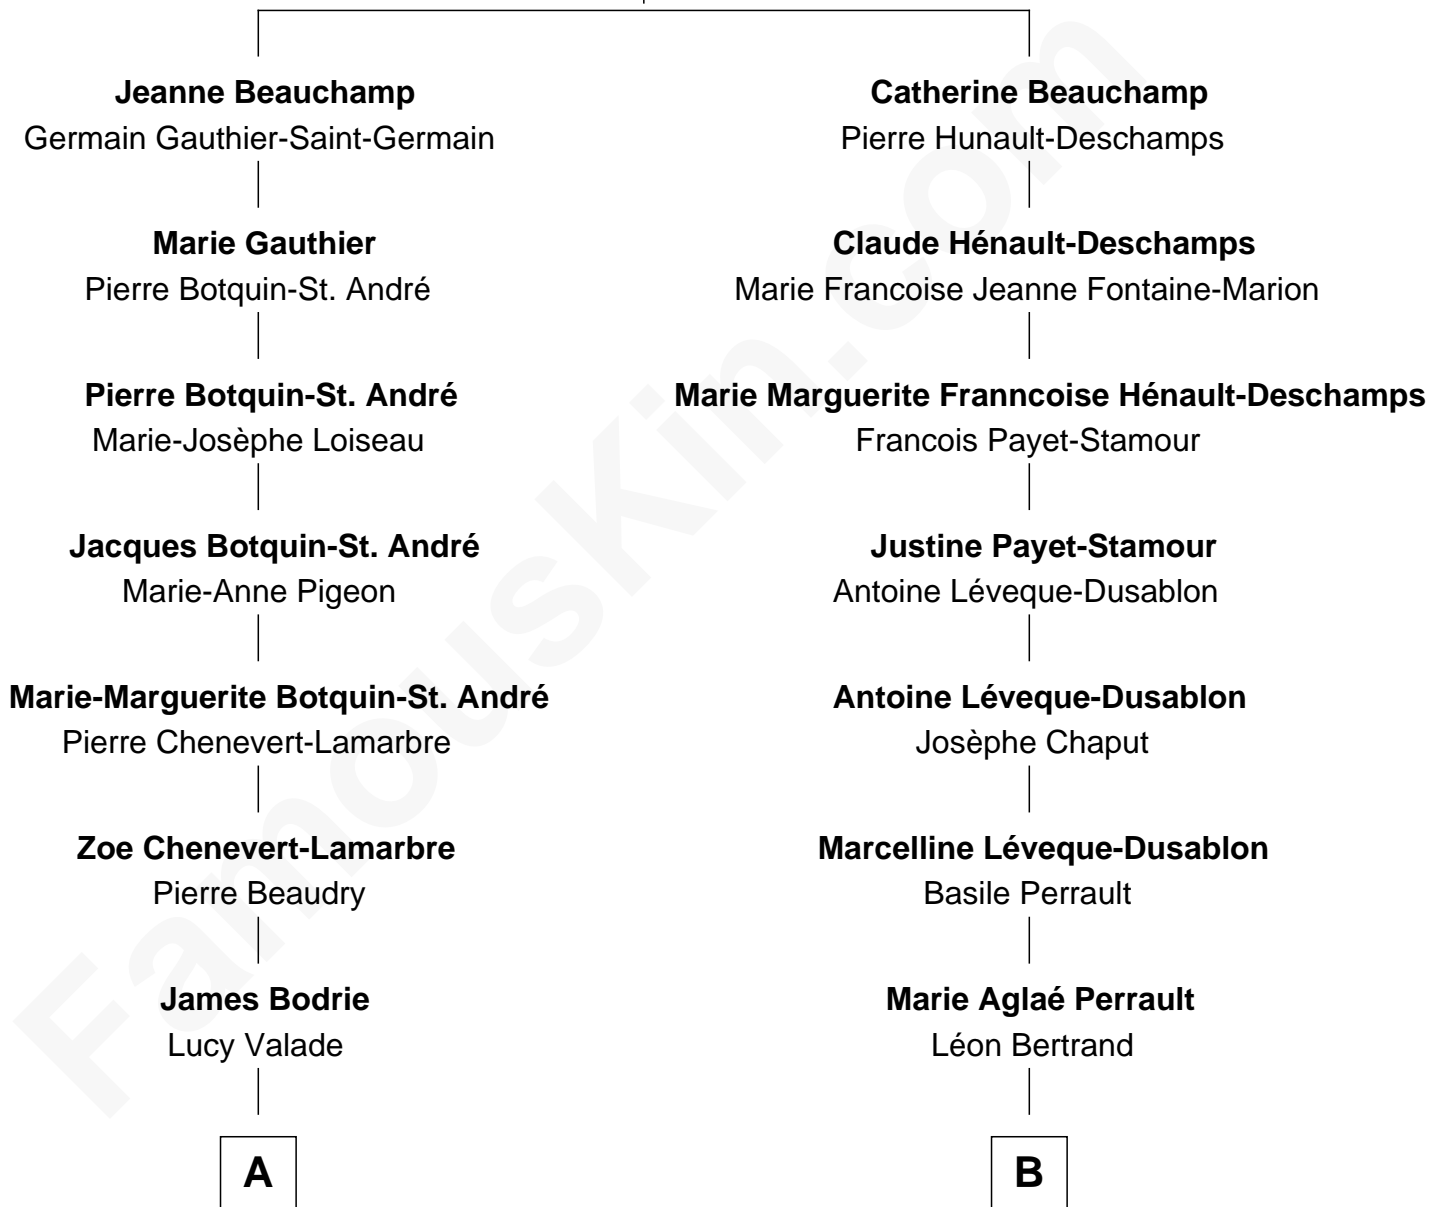 Jeanne Beauchamp
Germain Gauthier-Saint-Germain
Marie Gauthier
Pierre Botquin-St. André
Pierre Botquin-St. André
Marie-Josèphe Loiseau
Jacques Botquin-St. André
Marie-Anne Pigeon
Marie-Marguerite Botquin-St. André
Pierre Chenevert-Lamarbre
Zoe Chenevert-Lamarbre
Pierre Beaudry
James Bodrie
Lucy Valade
A
Catherine Beauchamp
Pierre Hunault-Deschamps
Claude Hénault-Deschamps
Marie Francoise Jeanne Fontaine-Marion
Marie Marguerite Franncoise Hénault-Deschamps
Francois Payet-Stamour
Justine Payet-Stamour
Antoine Léveque-Dusablon
Antoine Léveque-Dusablon
Josèphe Chaput
Marcelline Léveque-Dusablon
Basile Perrault
Marie Aglaé Perrault
Léon Bertrand
B
FamousKin.com